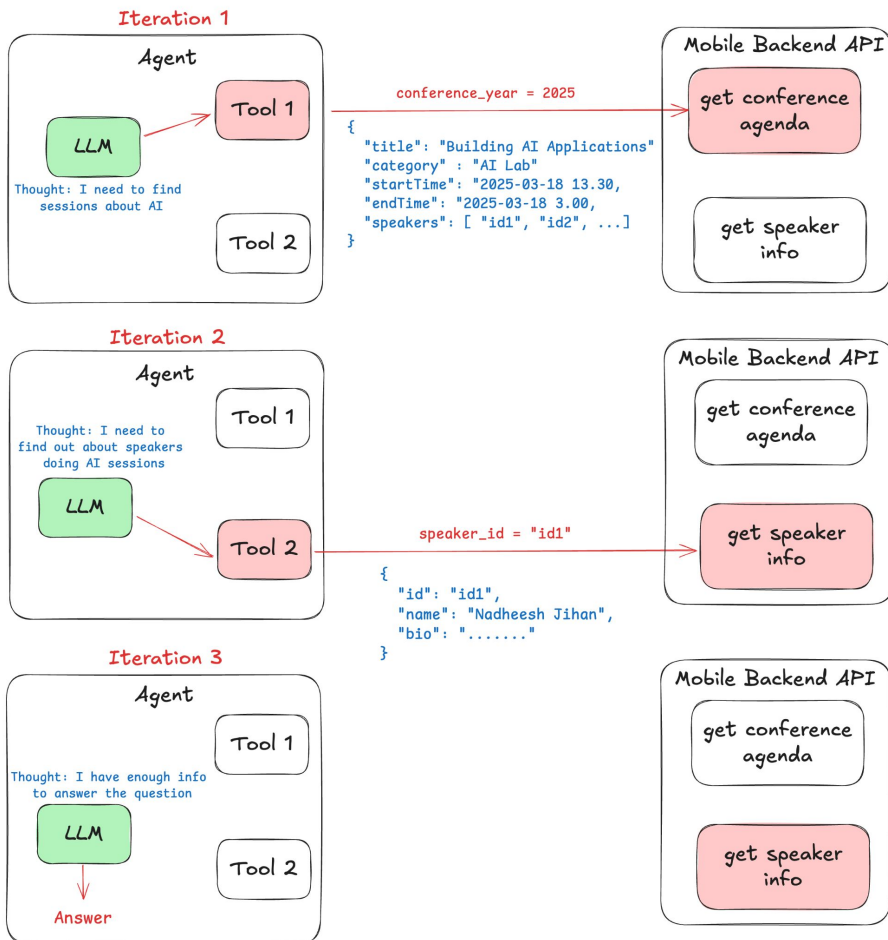 Iteration 1
Agent
Tool 1
LLM
Thought: I need to find
sessions about AI
Tool 2
conference_year = 2025
{
"title": "Building AI Applications"
"category" : "AI Lab"
"startTime": "2025-03-18 13.30,
"endTime": "2025-03-18 3.00,
"speakers": [ "id1", "id2", ...]
}
Mobile Backend API
get conference
agenda
get speaker
info
Iteration 2
Agent
Tool 1
Thought: I need to
find out about speakers
doing AI sessions
LLM
Tool 2
speaker_id = "id1"
{
"id": "id1",
"name": "Nadheesh Jihan",
"bio": "......."
}
Mobile Backend API
get conference
agenda
get speaker
info
Iteration 3
Agent
Tool 1
Thought: I have enough info
to answer the question
LLM
Tool 2
Answer
Mobile Backend API
get conference
agenda
get speaker
info